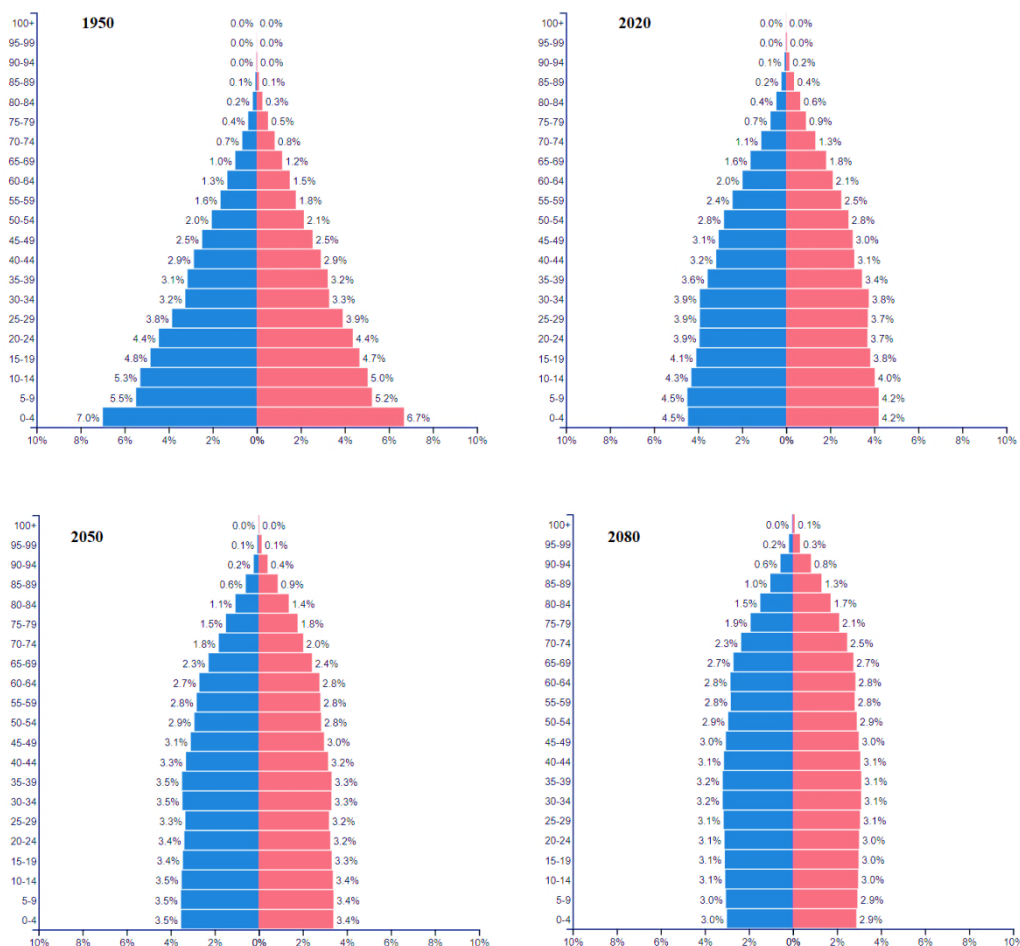 1950
100+ 0.0% 0.0%
95-99 0.0% 0.0%
90-94 0.0% 0.0%
85-89 0.1% 0.1%
80-84 0.2% 0.3%
75-79 0.4% 0.5%
70-74 0.7% 0.8%
65-69 1.0% 1.2%
60-64 1.3% 1.5%
55-59 1.6% 1.8%
50-54 2.0% 2.1%
45-49 2.5% 2.5%
40-44 2.9% 2.9%
35-39 3.1% 3.2%
30-34 3.2% 3.3%
25-29 3.8% 3.9%
20-24 4.4% 4.4%
15-19 4.8% 4.7%
10-14 5.3% 5.0%
5-9 5.5% 5.2%
0-4 7.0% 6.7%
10% 8% 6% 4% 2% 0% 2% 4% 6% 8% 10%
2020
100+ 0.0% 0.0%
95-99 0.0% 0.0%
90-94 0.1% 0.2%
85-89 0.2% 0.4%
80-84 0.4% 0.6%
75-79 0.7% 0.9%
70-74 1.1% 1.3%
65-69 1.6% 1.8%
60-64 2.0% 2.1%
55-59 2.4% 2.5%
50-54 2.8% 2.8%
45-49 3.1% 3.0%
40-44 3.2% 3.1%
35-39 3.6% 3.4%
30-34 3.9% 3.8%
25-29 3.9% 3.7%
20-24 3.9% 3.7%
15-19 4.1% 3.8%
10-14 4.3% 4.0%
5-9 4.5% 4.2%
0-4 4.5% 4.2%
10% 8% 6% 4% 2% 0% 2% 4% 6% 8% 10%
2050
100+ 0.0% 0.0%
95-99 0.1% 0.1%
90-94 0.2% 0.4%
85-89 0.6% 0.9%
80-84 1.1% 1.4%
75-79 1.5% 1.8%
70-74 1.8% 2.0%
65-69 2.3% 2.4%
60-64 2.7% 2.8%
55-59 2.8% 2.8%
50-54 2.9% 2.8%
45-49 3.1% 3.0%
40-44 3.3% 3.2%
35-39 3.5% 3.3%
30-34 3.5% 3.3%
25-29 3.3% 3.2%
20-24 3.4% 3.2%
15-19 3.4% 3.3%
10-14 3.5% 3.4%
5-9 3.5% 3.4%
0-4 3.5% 3.4%
10% 8% 6% 4% 2% 0% 2% 4% 6% 8% 10%
2080
100+ 0.0% 0.1%
95-99 0.2% 0.3%
90-94 0.6% 0.8%
85-89 1.0% 1.3%
80-84 1.5% 1.7%
75-79 1.9% 2.1%
70-74 2.3% 2.5%
65-69 2.7% 2.7%
60-64 2.8% 2.8%
55-59 2.8% 2.8%
50-54 2.9% 2.9%
45-49 3.0% 3.0%
40-44 3.1% 3.1%
35-39 3.2% 3.1%
30-34 3.2% 3.1%
25-29 3.1% 3.1%
20-24 3.1% 3.0%
15-19 3.1% 3.0%
10-14 3.1% 3.0%
5-9 3.0% 2.9%
0-4 3.0% 2.9%
10% 8% 6% 4% 2% 0% 2% 4% 6% 8% 10%